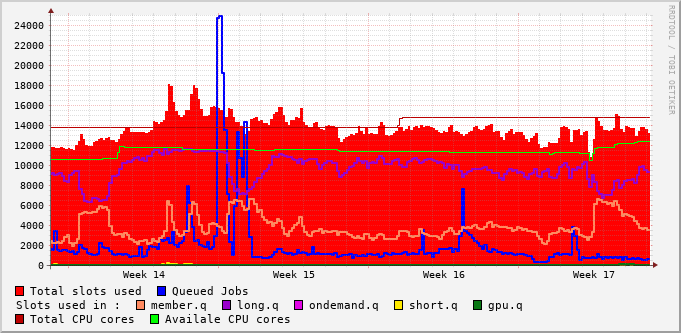 24000
22000
20000
18000
16000
14000
12000
10000
8000
6000
4000
2000
0
Week 14 Week 15 Week 16 Week 17
Total slots used Queued Jobs
Slots used in : member.q long.q ondemand.q short.q gpu.q
Total CPU cores Availale CPU cores
RRDTOOL / TOBI OETIKER